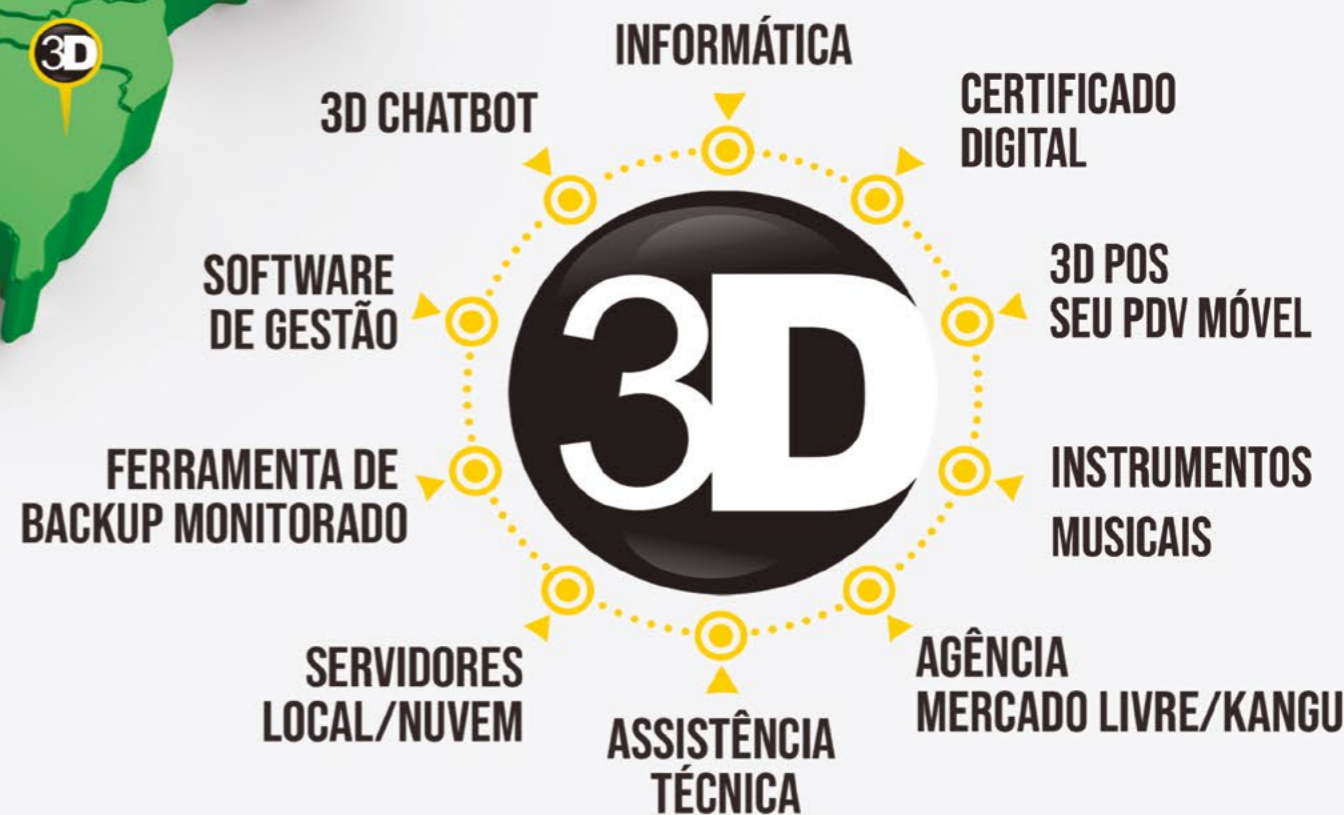 3D
INFORMÁTICA
3D CHATBOT
CERTIFICADO
DIGITAL
SOFTWARE
DE GESTÃO
3D POS
SEU PDV MÓVEL
3D
FERRAMENTA DE
BACKUP MONITORADO
INSTRUMENTOS
MUSICAIS
SERVIDORES
LOCAL/NUVEM
ASSISTÊNCIA
TÉCNICA
AGÊNCIA
MERCADO LIVRE/KANGU